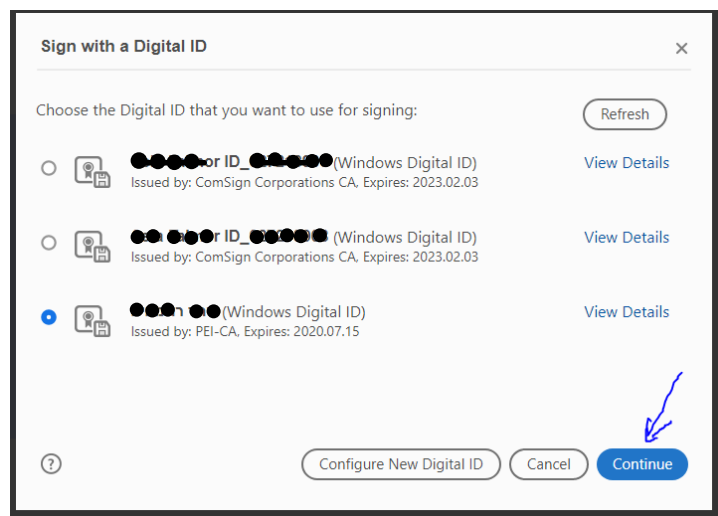 Sign with a Digital ID
Choose the Digital ID that you want to use for signing:
Refresh
ID_ (Windows Digital ID)
View Details
Issued by: ComSign Corporations CA, Expires: 2023.02.03
ID_ (Windows Digital ID)
View Details
Issued by: ComSign Corporations CA, Expires: 2023.02.03
(Windows Digital ID)
View Details
Issued by: PEI-CA, Expires: 2020.07.15
?
Configure New Digital ID
Cancel
Continue